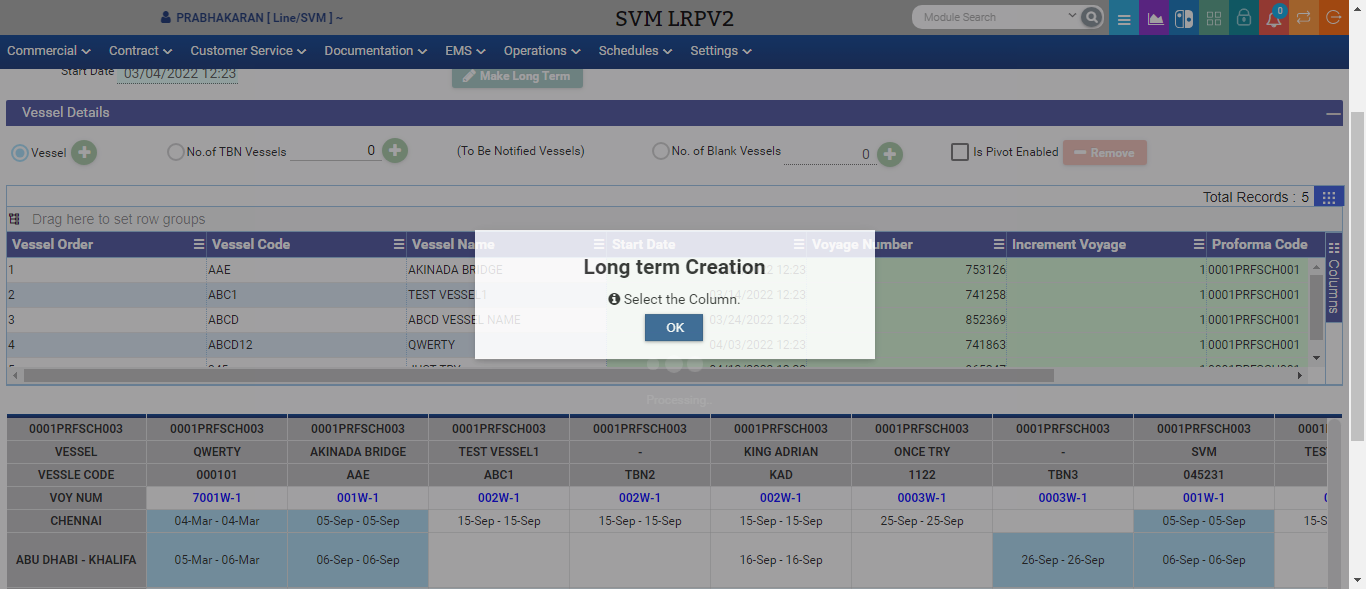 PRABHAKARAN [ Line/SVM ] ~ SVM LRPV2 Module Search 0
Commercial Contract Customer Service Documentation EMS Operations Schedules Settings
Start Date 03/04/2022 12:23 Make Long Term
Vessel Details
Vessel No.of TBN Vessels 0 (To Be Notified Vessels) No. of Blank Vessels 0 Is Pivot Enabled Remove
Total Records : 5
Drag here to set row groups
Vessel Order Vessel Code Vessel Name Start Date Voyage Number Increment Voyage Proforma Code
Columns
1 AAE AKINADA BRIDGE 12:23 753126 1 0001PRFSCH001
2 ABC1 TEST VESSEL1 03/14/2022 12:23 741258 1 0001PRFSCH001
3 ABCD ABCD VESSEL NAME 03/24/2022 12:23 852369 1 0001PRFSCH001
4 ABCD12 QWERTY 04/03/2022 12:23 741863 1 0001PRFSCH001
Long term Creation
Select the Column.
OK
Processing
0001PRFSCH003 0001PRFSCH003 0001PRFSCH003 0001PRFSCH003 0001PRFSCH003 0001PRFSCH003 0001PRFSCH003 0001PRFSCH003 0001PRFSCH003 0001
VESSEL QWERTY AKINADA BRIDGE TEST VESSEL1 - KING ADRIAN ONCE TRY - SVM TES
VESSLE CODE 000101 AAE ABC1 TBN2 KAD 1122 TBN3 045231
VOY NUM 7001W-1 001W-1 002W-1 002W-1 002W-1 0003W-1 0003W-1 001W-1
CHENNAI 04-Mar - 04-Mar 05-Sep - 05-Sep 15-Sep - 15-Sep 15-Sep - 15-Sep 15-Sep - 15-Sep 25-Sep - 25-Sep 05-Sep - 05-Sep 15-S
ABU DHABI - KHALIFA 05-Mar - 06-Mar 06-Sep - 06-Sep 16-Sep - 16-Sep 26-Sep - 26-Sep 06-Sep - 06-Sep